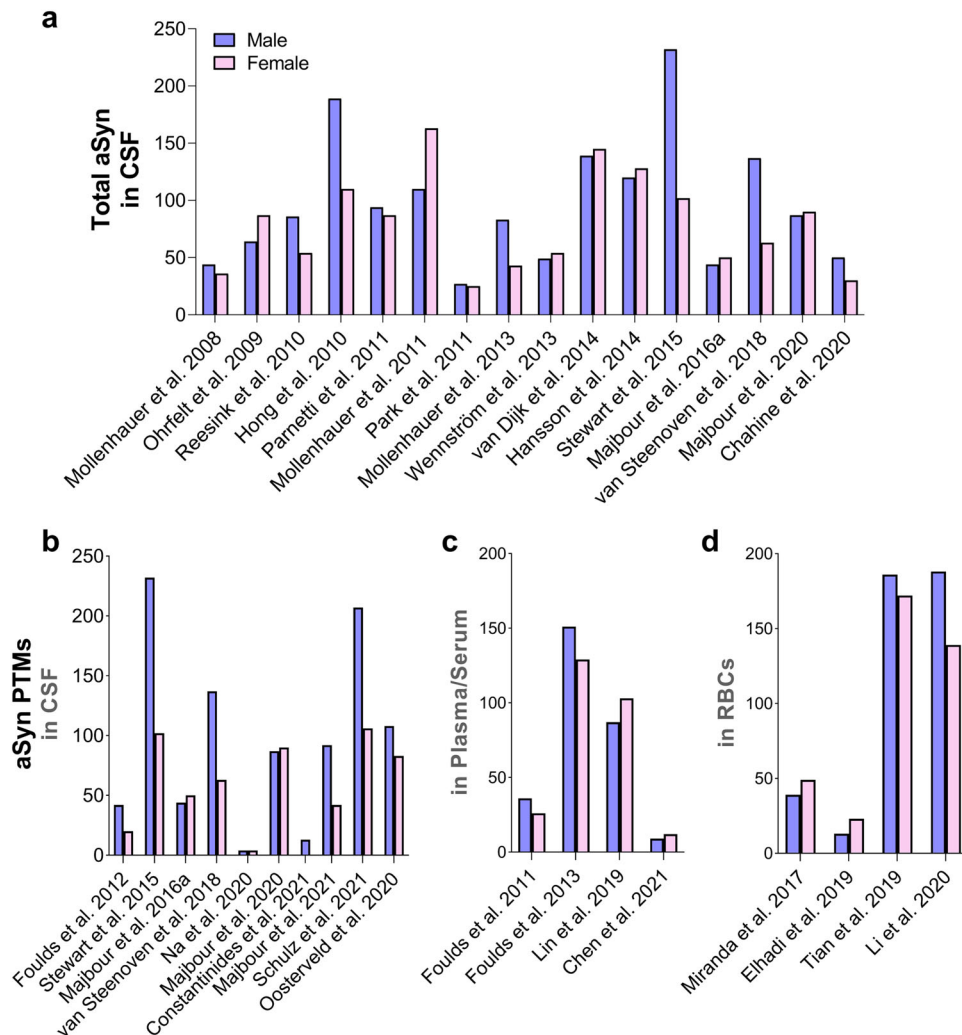 a
Total aSyn
in CSF
250
200
150
100
50
0
Male
Female
Mollenhauer et al. 2008
Ohrfelt et al. 2009
Reesink et al. 2010
Hong et al. 2010
Parnetti et al. 2011
Mollenhauer et al. 2011
Park et al. 2011
Mollenhauer et al. 2013
Wennström et al. 2013
van Dijk et al. 2014
Hansson et al. 2014
Stewart et al. 2015
Majbour et al. 2016a
van Steenoven et al. 2018
Majbour et al. 2020
Chahine et al. 2020
b
aSyn PTMs
in CSF
250
200
150
100
50
0
Foulds et al. 2012
Stewart et al. 2015
Majbour et al. 2016a
van Steenoven et al. 2018
Na et al. 2020
Majbour et al. 2020
Constantinides et al. 2021
Majbour et al. 2021
Schulz et al. 2021
Oosterveld et al. 2020
c
in Plasma/Serum
200
150
100
50
0
Foulds et al. 2011
Foulds et al. 2013
Lin et al. 2019
Chen et al. 2021
d
in RBCs
200
150
100
50
0
Miranda et al. 2017
Elhadi et al. 2019
Tian et al. 2019
Li et al. 2020